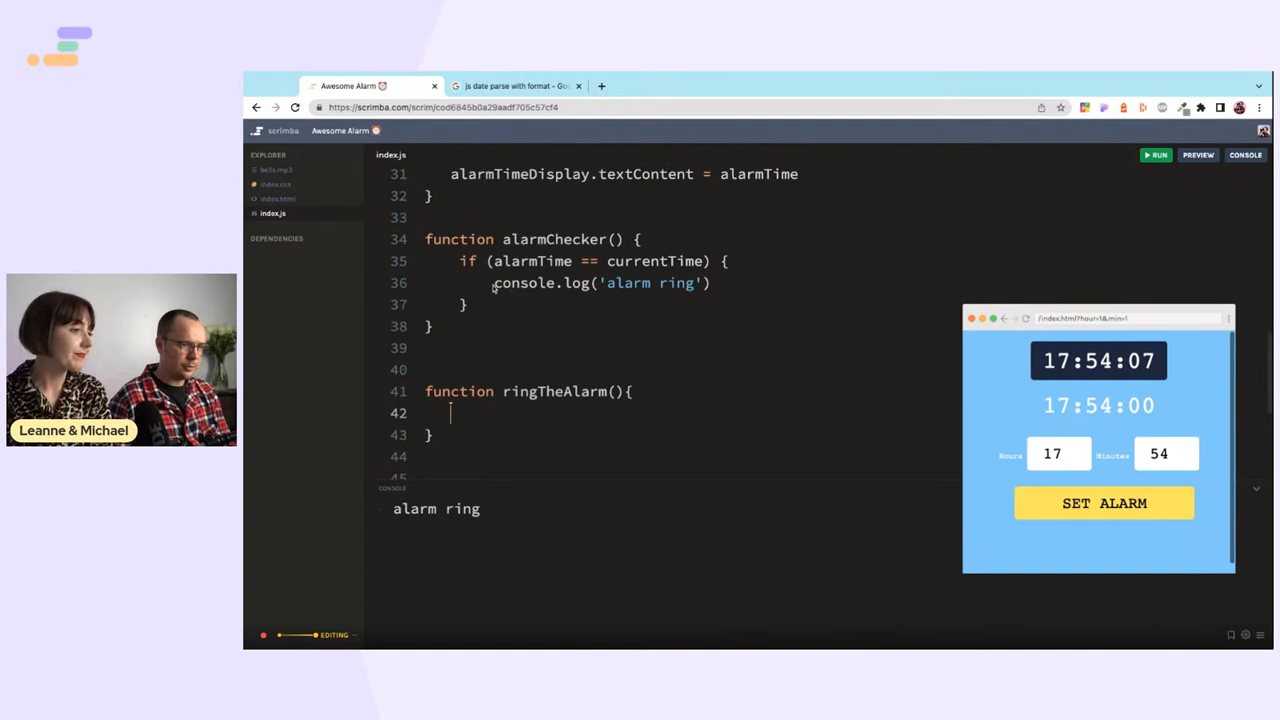 Awesome Alarm ⏰
js date parse with format - Go
https://scrimba.com/scrim/cod6845b0a29aadf705c57cf4
scrimba
Awesome Alarm ⏰
EXPLORER
bells.mp3
index.css
index.html
index.js
DEPENDENCIES
index.js
RUN
PREVIEW
CONSOLE
31 alarmTimeDisplay.textContent = alarmTime
32 }
33
34 function alarmChecker() {
35 if (alarmTime == currentTime) {
36 console.log('alarm ring')
37 }
38 }
39
40
41 function ringTheAlarm(){
42
43 }
44
45
CONSOLE
alarm ring
EDITING
/index.html?hour=1&min=1
17:54:07
17:54:00
Hours 17 Minutes 54
SET ALARM
Leanne & Michael